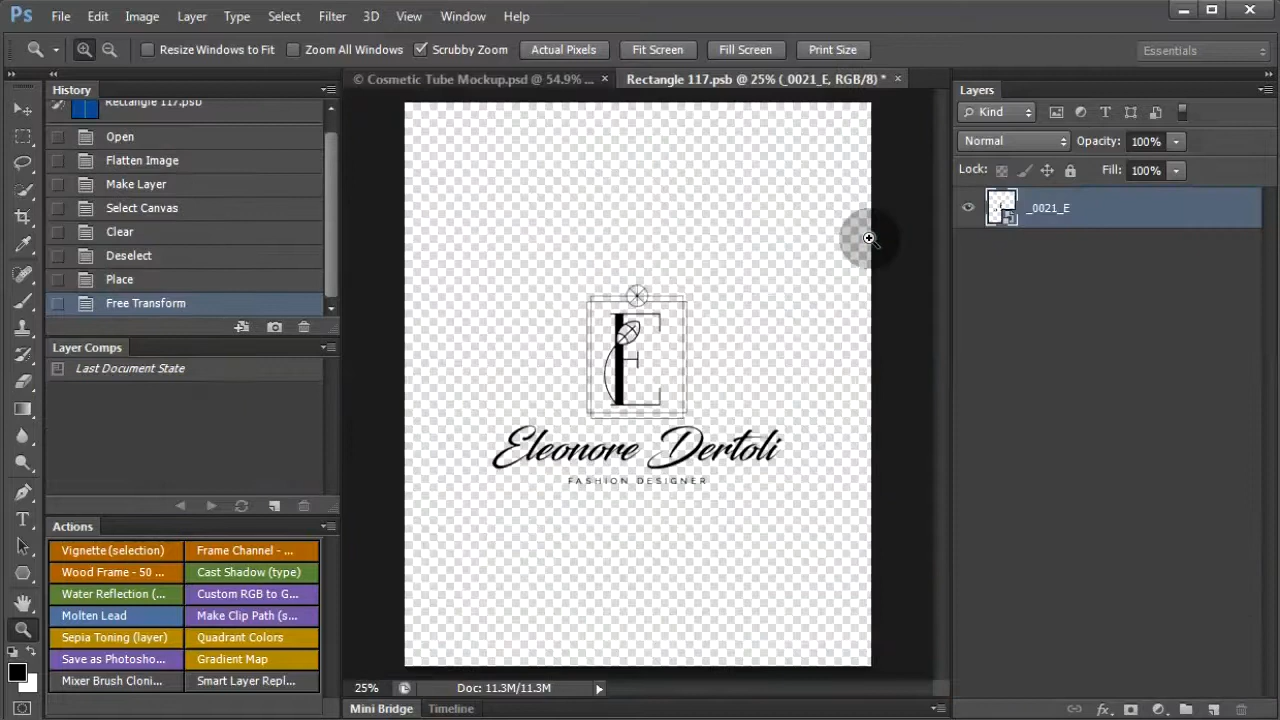 Ps File Edit Image Layer Type Select Filter 3D View Window Help
Resize Windows to Fit Zoom All Windows Scrubby Zoom Actual Pixels Fit Screen Fill Screen Print Size Essentials
© Cosmetic Tube Mockup.psd @ 54.9% ... × Rectangle 117.psb @ 25% (_0021_E, RGB/8) * ×
History
Rectangle 117.psb
Open
Flatten Image
Make Layer
Select Canvas
Clear
Deselect
Place
Free Transform
Layer Comps
Last Document State
Actions
Vignette (selection) Frame Channel - ...
Wood Frame - 50 ... Cast Shadow (type)
Water Reflection (... Custom RGB to G...
Molten Lead Make Clip Path (s...
Sepia Toning (layer) Quadrant Colors
Save as Photosho... Gradient Map
Mixer Brush Cloni... Smart Layer Repl...
E
Eleonore Dertoli
FASHION DESIGNER
25% Doc: 11.3M/11.3M
Mini Bridge Timeline
Layers
Kind
Normal Opacity: 100%
Lock: Fill: 100%
_0021_E